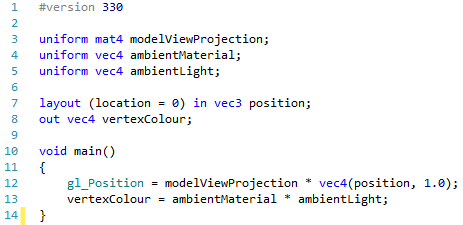 1 #version 330
2
3 uniform mat4 modelViewProjection;
4 uniform vec4 ambientMaterial;
5 uniform vec4 ambientLight;
6
7 layout (location = 0) in vec3 position;
8 out vec4 vertexColour;
9
10 void main()
11 {
12     gl_Position = modelViewProjection * vec4(position, 1.0);
13     vertexColour = ambientMaterial * ambientLight;
14 }